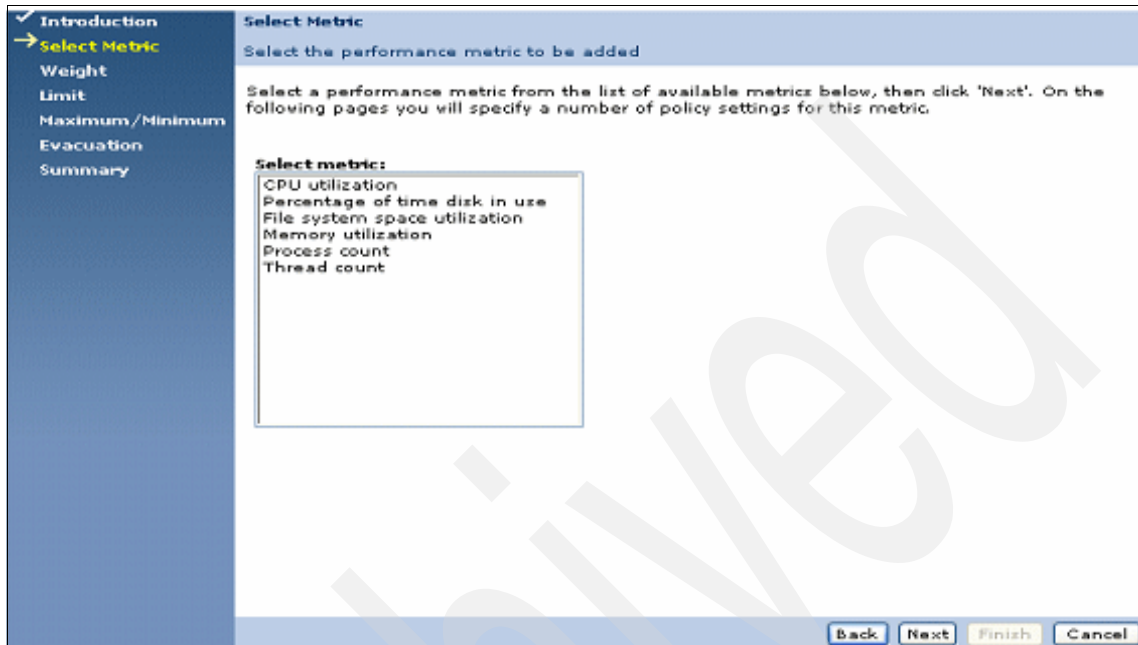 Introduction
Select Metric
Weight
Limit
Maximum/Minimum
Evacuation
Summary
Select Metric
Select the performance metric to be added
Select a performance metric from the list of available metrics below, then click 'Next'. On the
following pages you will specify a number of policy settings for this metric.
Select metric:
CPU utilization
Percentage of time disk in use
File system space utilization
Memory utilization
Process count
Thread count
Back Next Finish Cancel
hived